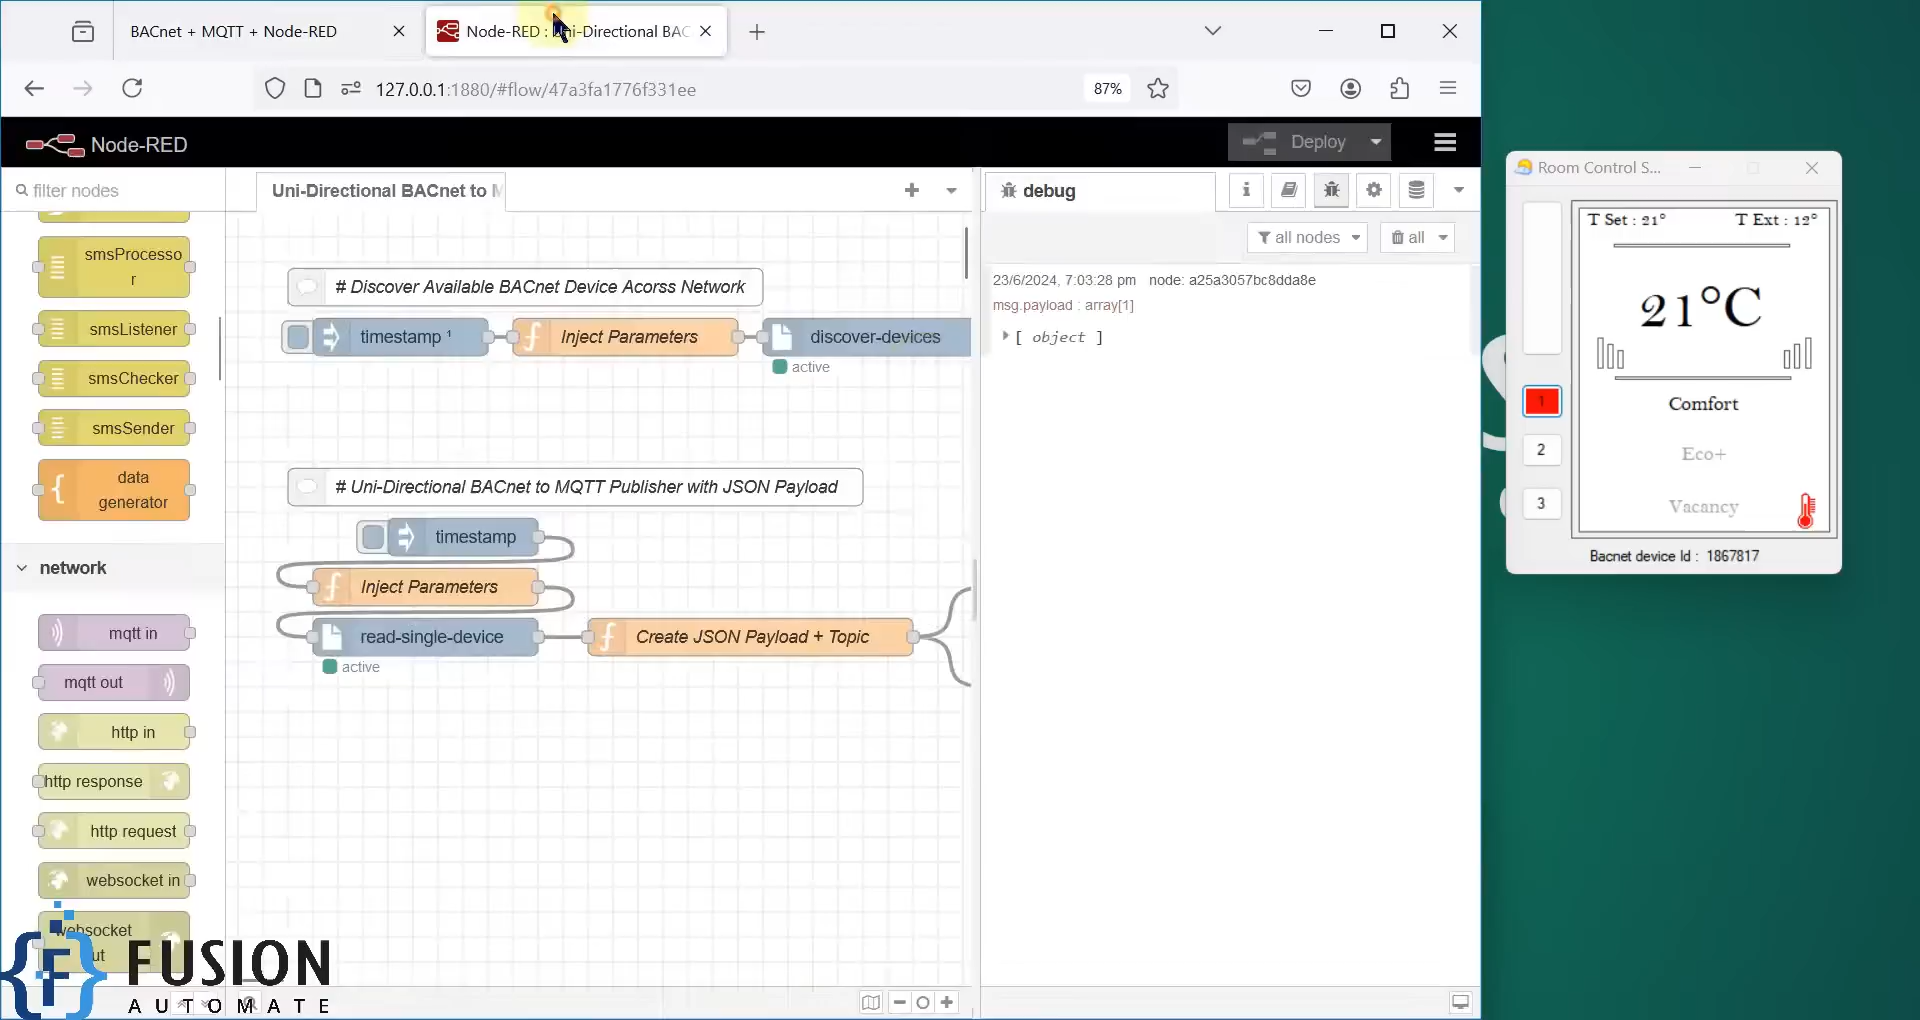 BACnet + MQTT + Node-RED
Node-RED : Uni-Directional BAC
127.0.0.1:1880/#flow/47a3fa1776f331ee
87%
Node-RED
Deploy
filter nodes
Uni-Directional BACnet to M
debug
smsProcesso
r
smsListener
smsChecker
smsSender
data
generator
network
mqtt in
mqtt out
http in
http response
http request
websocket in
websocket
ut
# Discover Available BACnet Device Acorss Network
timestamp ¹
Inject Parameters
discover-devices
active
# Uni-Directional BACnet to MQTT Publisher with JSON Payload
timestamp
Inject Parameters
read-single-device
Create JSON Payload + Topic
active
all nodes
all
23/6/2024, 7:03:28 pm node: a25a3057bc8dda8e
msg.payload : array[1]
[ object ]
Room Control S...
T Set : 21° T Ext : 12°
21°C
1
Comfort
2
Eco+
3
Vacancy
Bacnet device Id : 1867817
FUSION
AUTOMATE